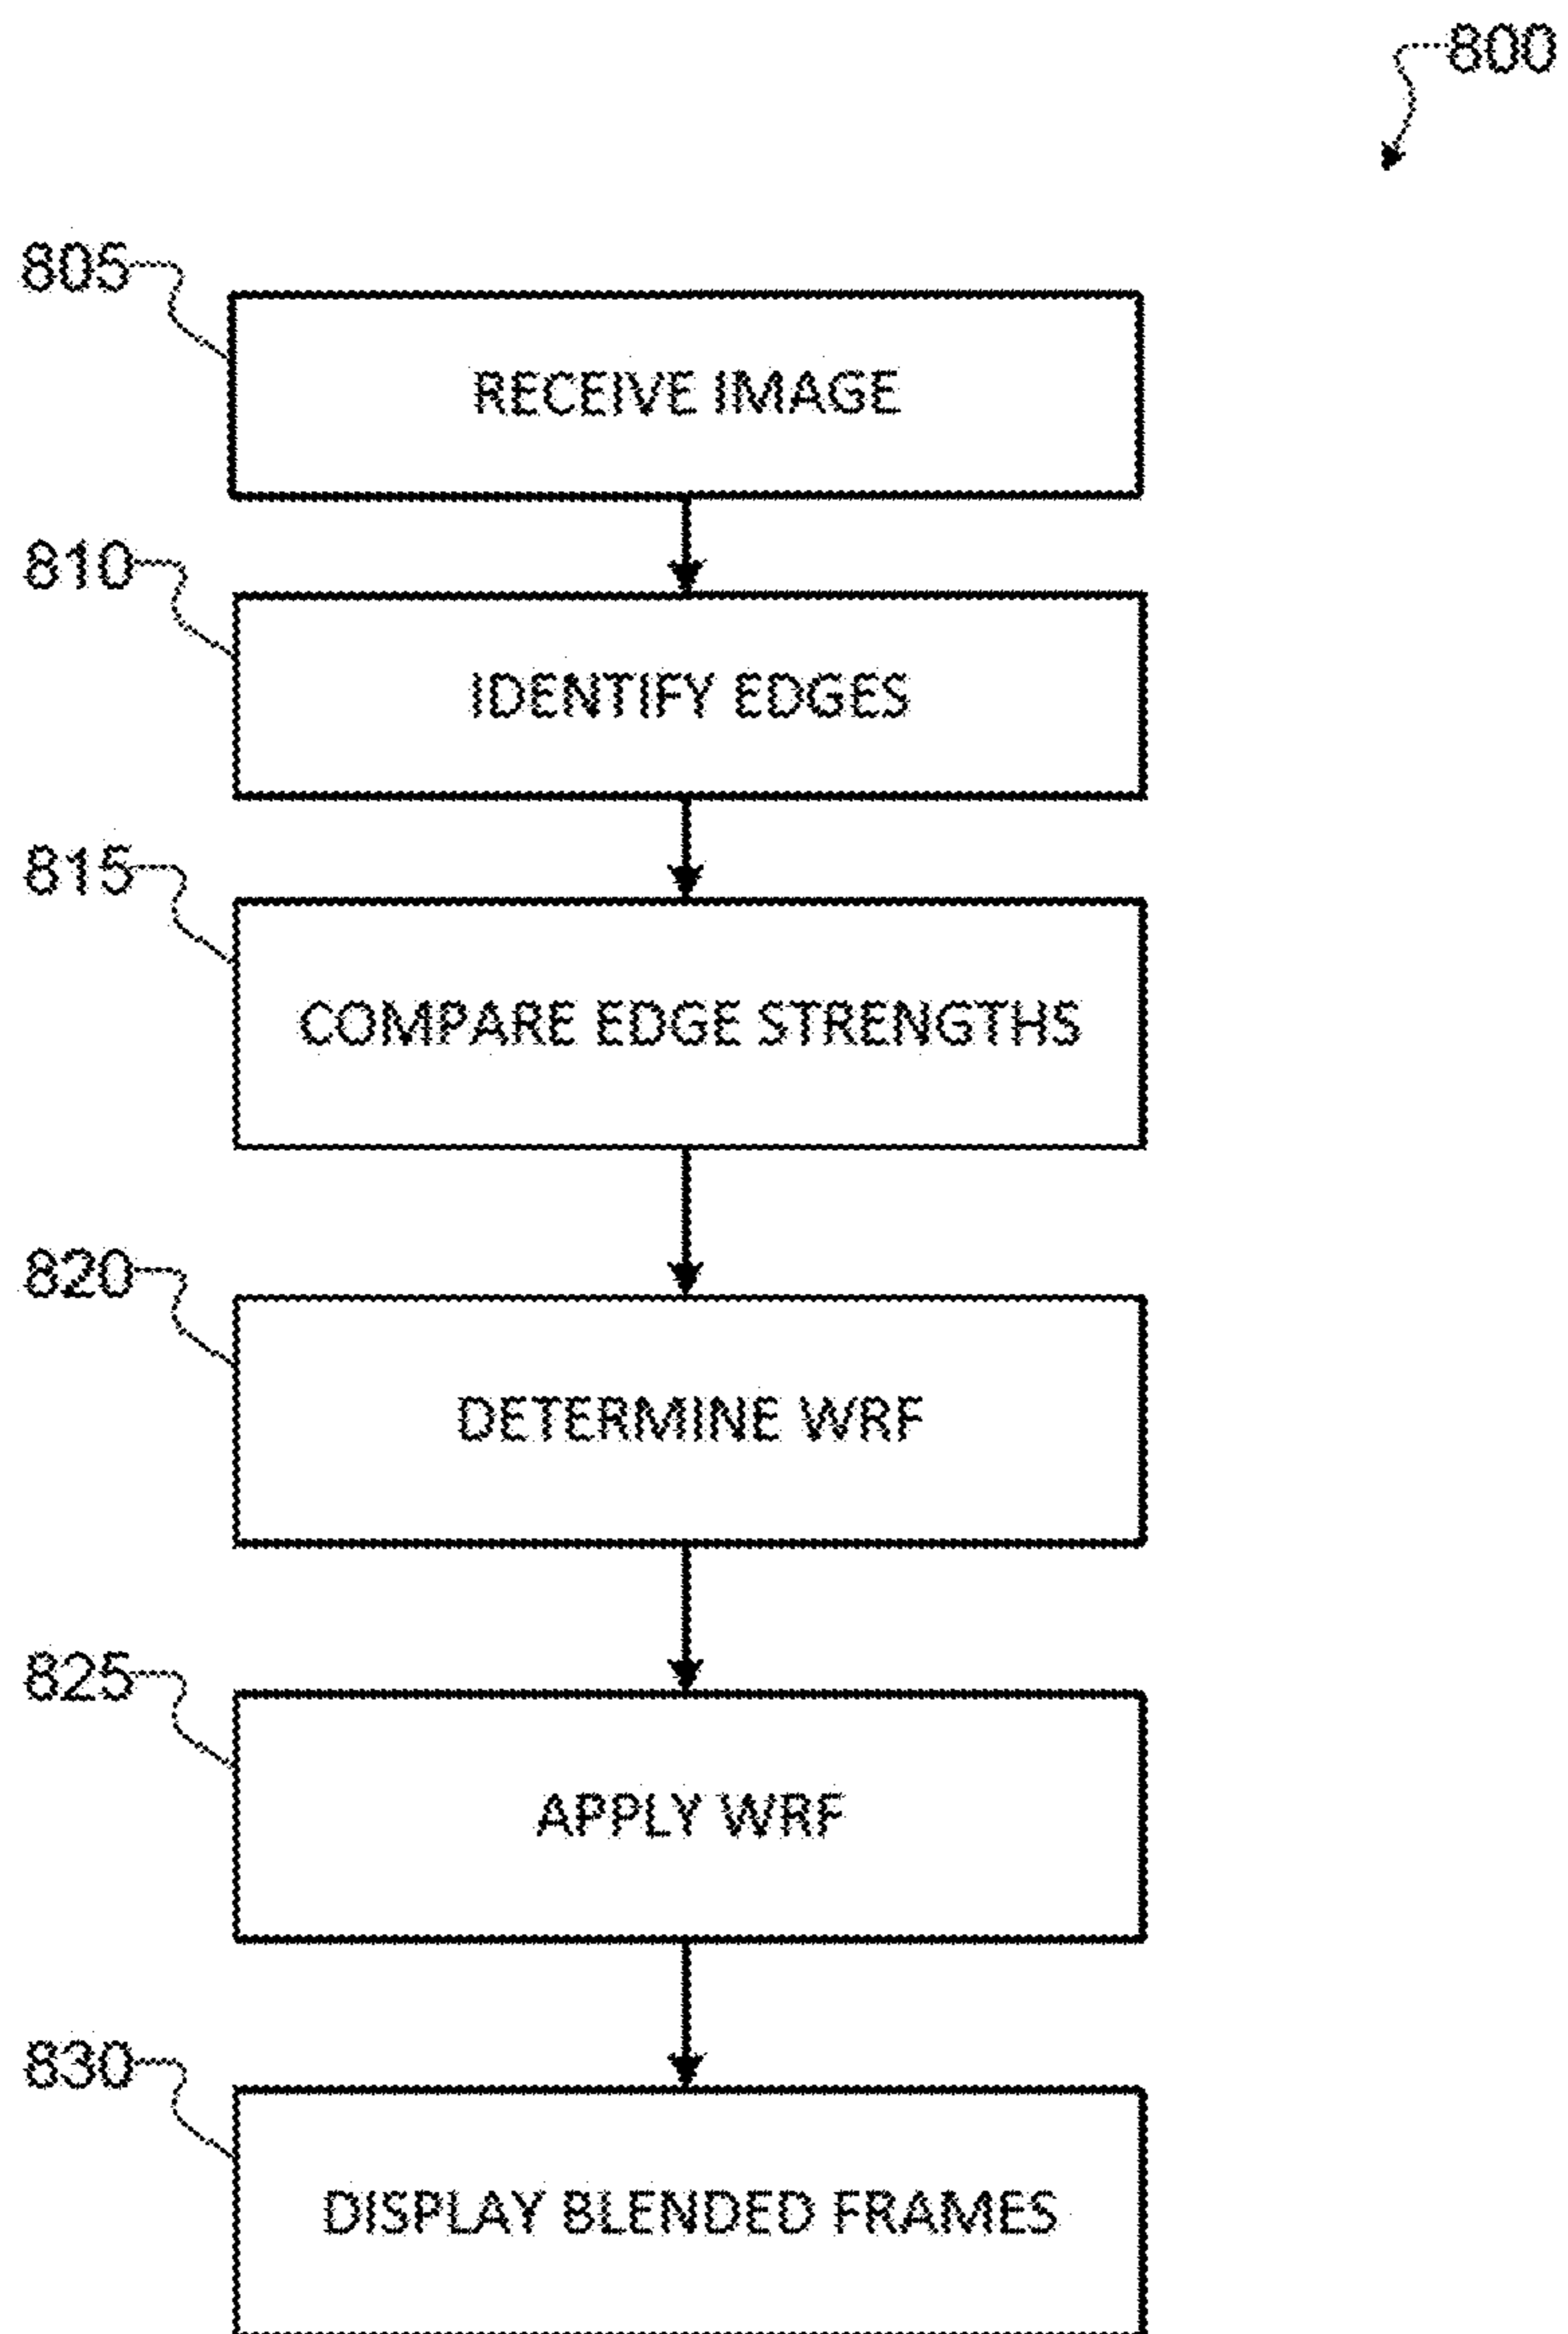 800
805
RECEIVE IMAGE
810
IDENTIFY EDGES
815
COMPARE EDGE STRENGTHS
820
DETERMINE WRF
825
APPLY WRF
830
DISPLAY BLENDED FRAMES